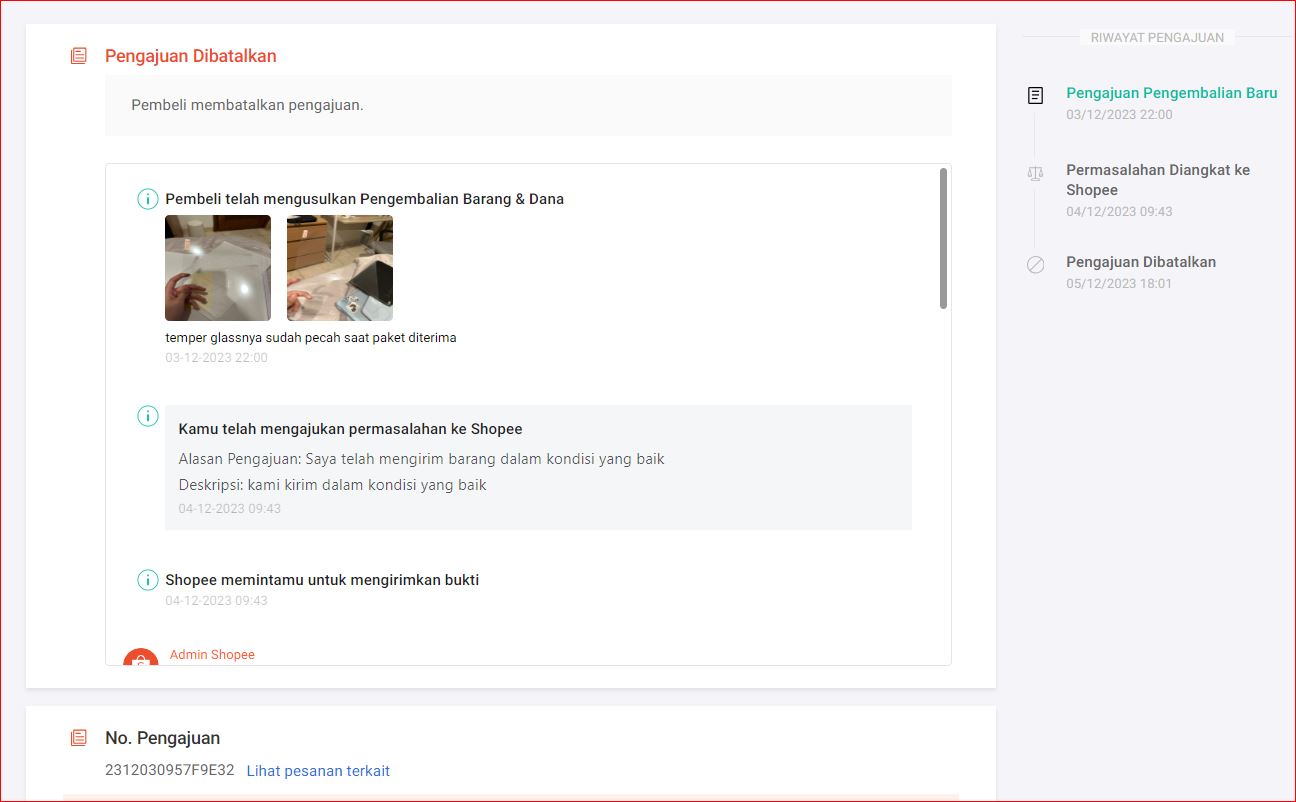 Pengajuan Dibatalkan
Pembeli membatalkan pengajuan.
Pembeli telah mengusulkan Pengembalian Barang & Dana
temper glassnya sudah pecah saat paket diterima
03-12-2023 22:00
Kamu telah mengajukan permasalahan ke Shopee
Alasan Pengajuan: Saya telah mengirim barang dalam kondisi yang baik
Deskripsi: kami kirim dalam kondisi yang baik
04-12-2023 09:43
Shopee memintamu untuk mengirimkan bukti
04-12-2023 09:43
Admin Shopee
No. Pengajuan
2312030957F9E32 Lihat pesanan terkait
RIWAYAT PENGAJUAN
Pengajuan Pengembalian Baru
03/12/2023 22:00
Permasalahan Diangkat ke
Shopee
04/12/2023 09:43
Pengajuan Dibatalkan
05/12/2023 18:01